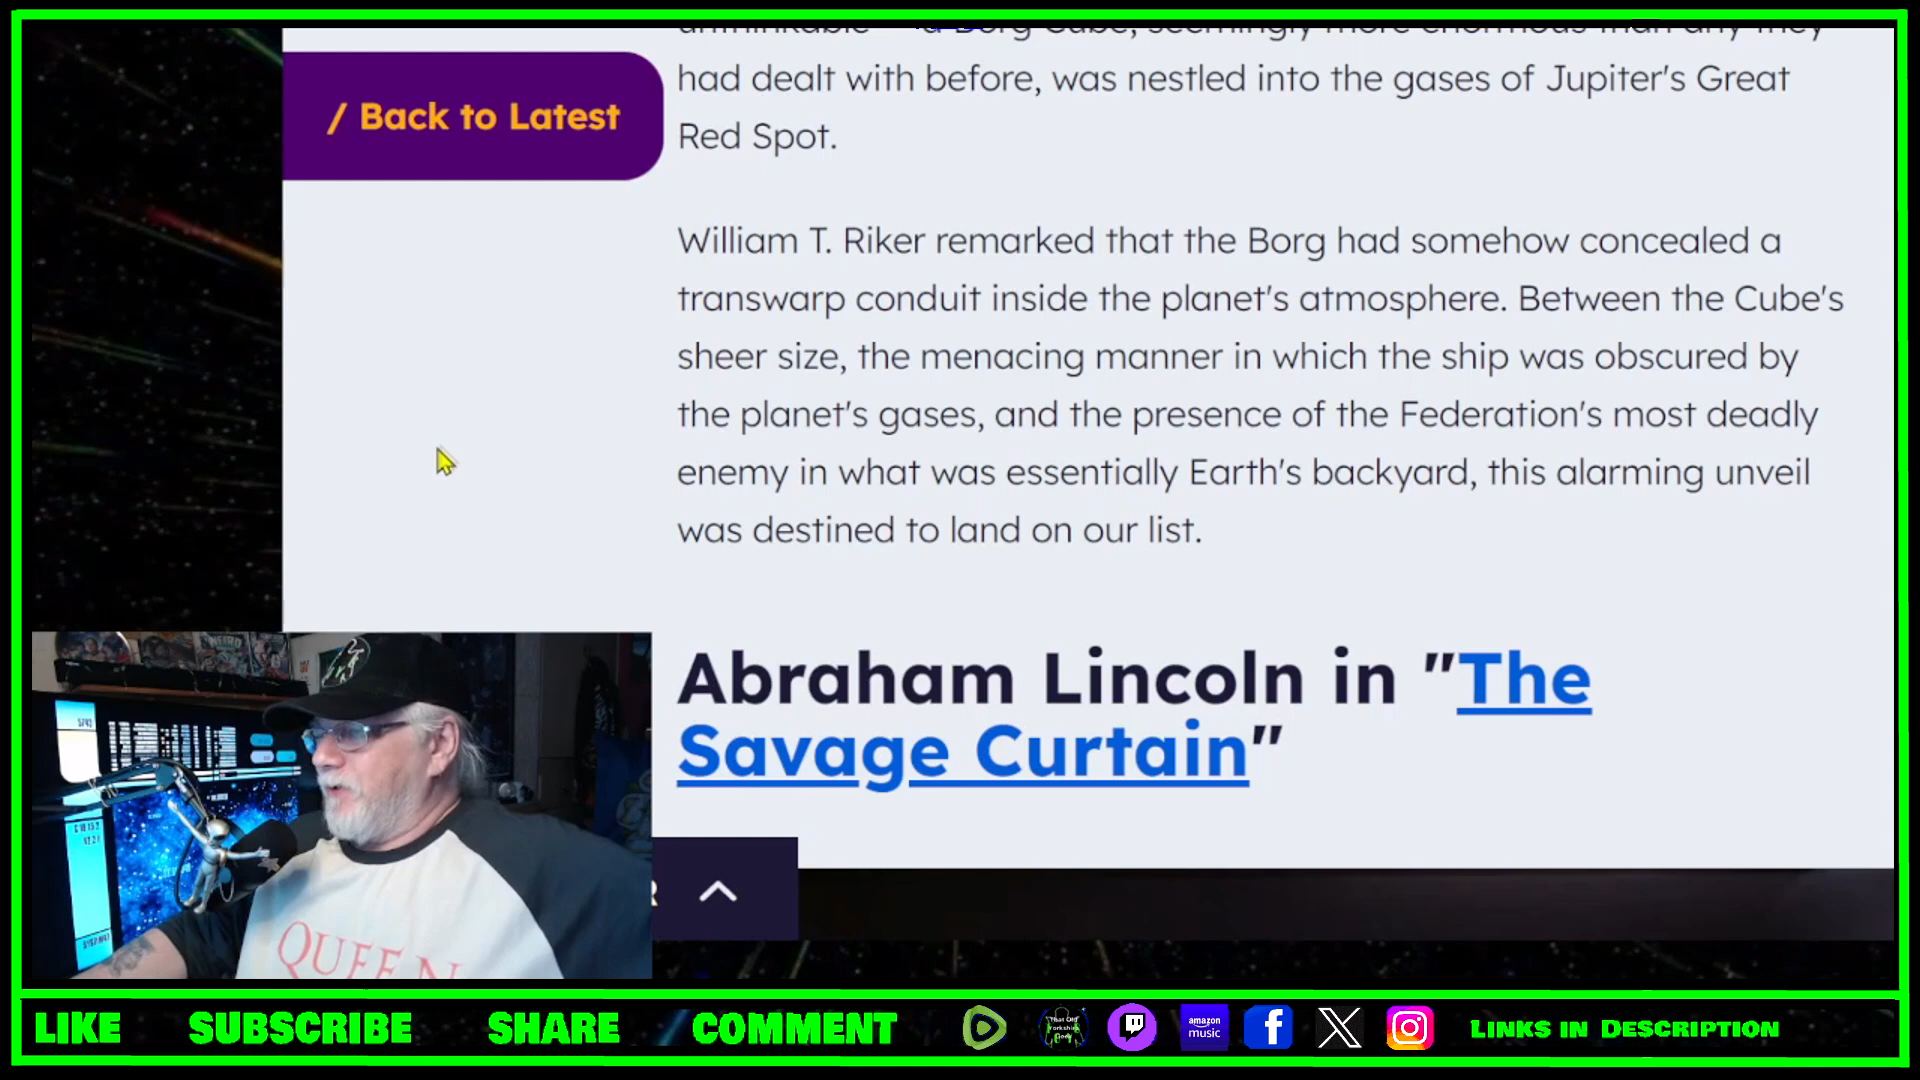 / Back to Latest
had dealt with before, was nestled into the gases of Jupiter's Great
Red Spot.
William T. Riker remarked that the Borg had somehow concealed a
transwarp conduit inside the planet's atmosphere. Between the Cube's
sheer size, the menacing manner in which the ship was obscured by
the planet's gases, and the presence of the Federation's most deadly
enemy in what was essentially Earth's backyard, this alarming unveil
was destined to land on our list.
Abraham Lincoln in "The
Savage Curtain"
QUEEN
LIKE SUBSCRIBE SHARE COMMENT
amazon
music
LINKS IN DESCRIPTION